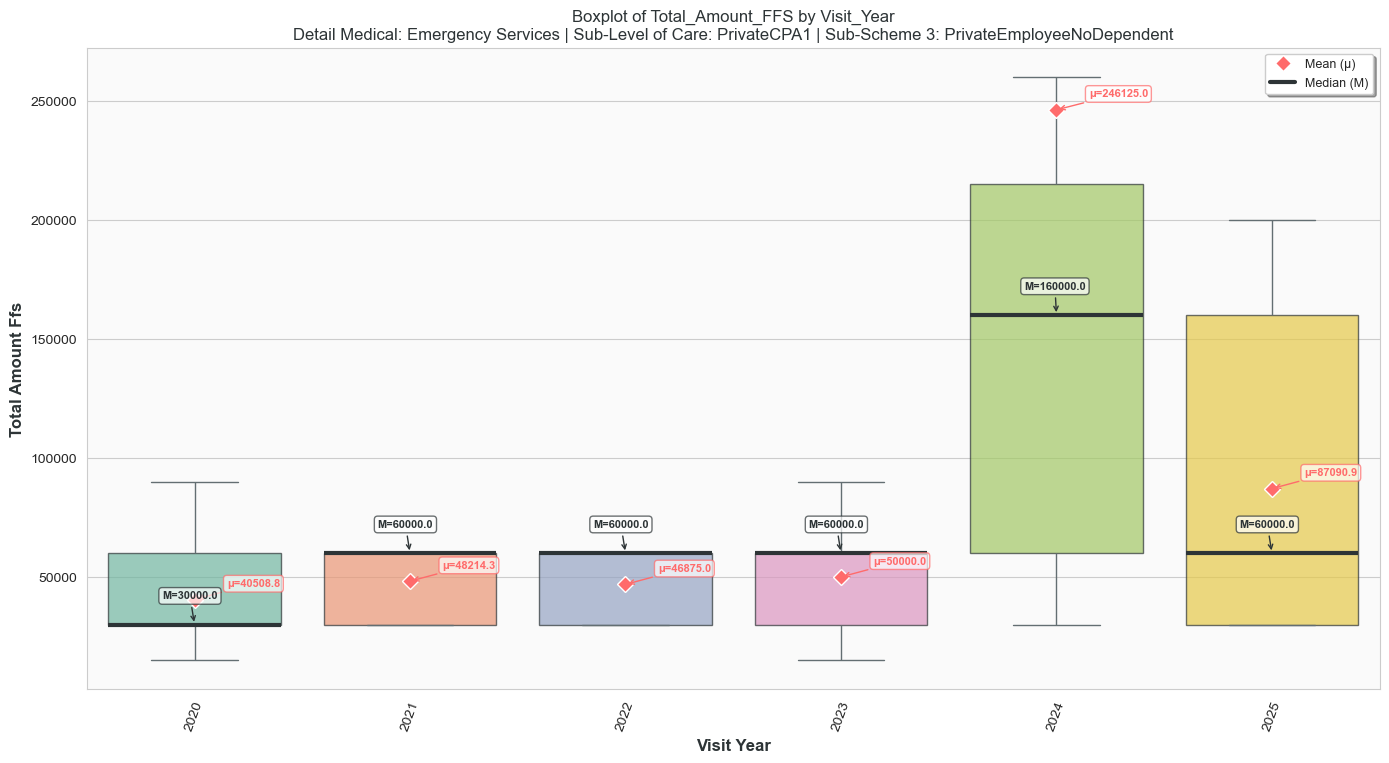 Boxplot of Total_Amount_FFS by Visit_Year
Detail Medical: Emergency Services | Sub-Level of Care: PrivateCPA1 | Sub-Scheme 3: PrivateEmployeeNoDependent
Mean (μ)
Median (M)
Total Amount Ffs
250000
200000
150000
100000
50000
μ=246125.0
M=160000.0
μ=87090.9
M=60000.0
M=60000.0
M=60000.0
M=60000.0
μ=48214.3
μ=46875.0
μ=50000.0
μ=40508.8
M=30000.0
2020
2021
2022
2023
2024
2025
Visit Year